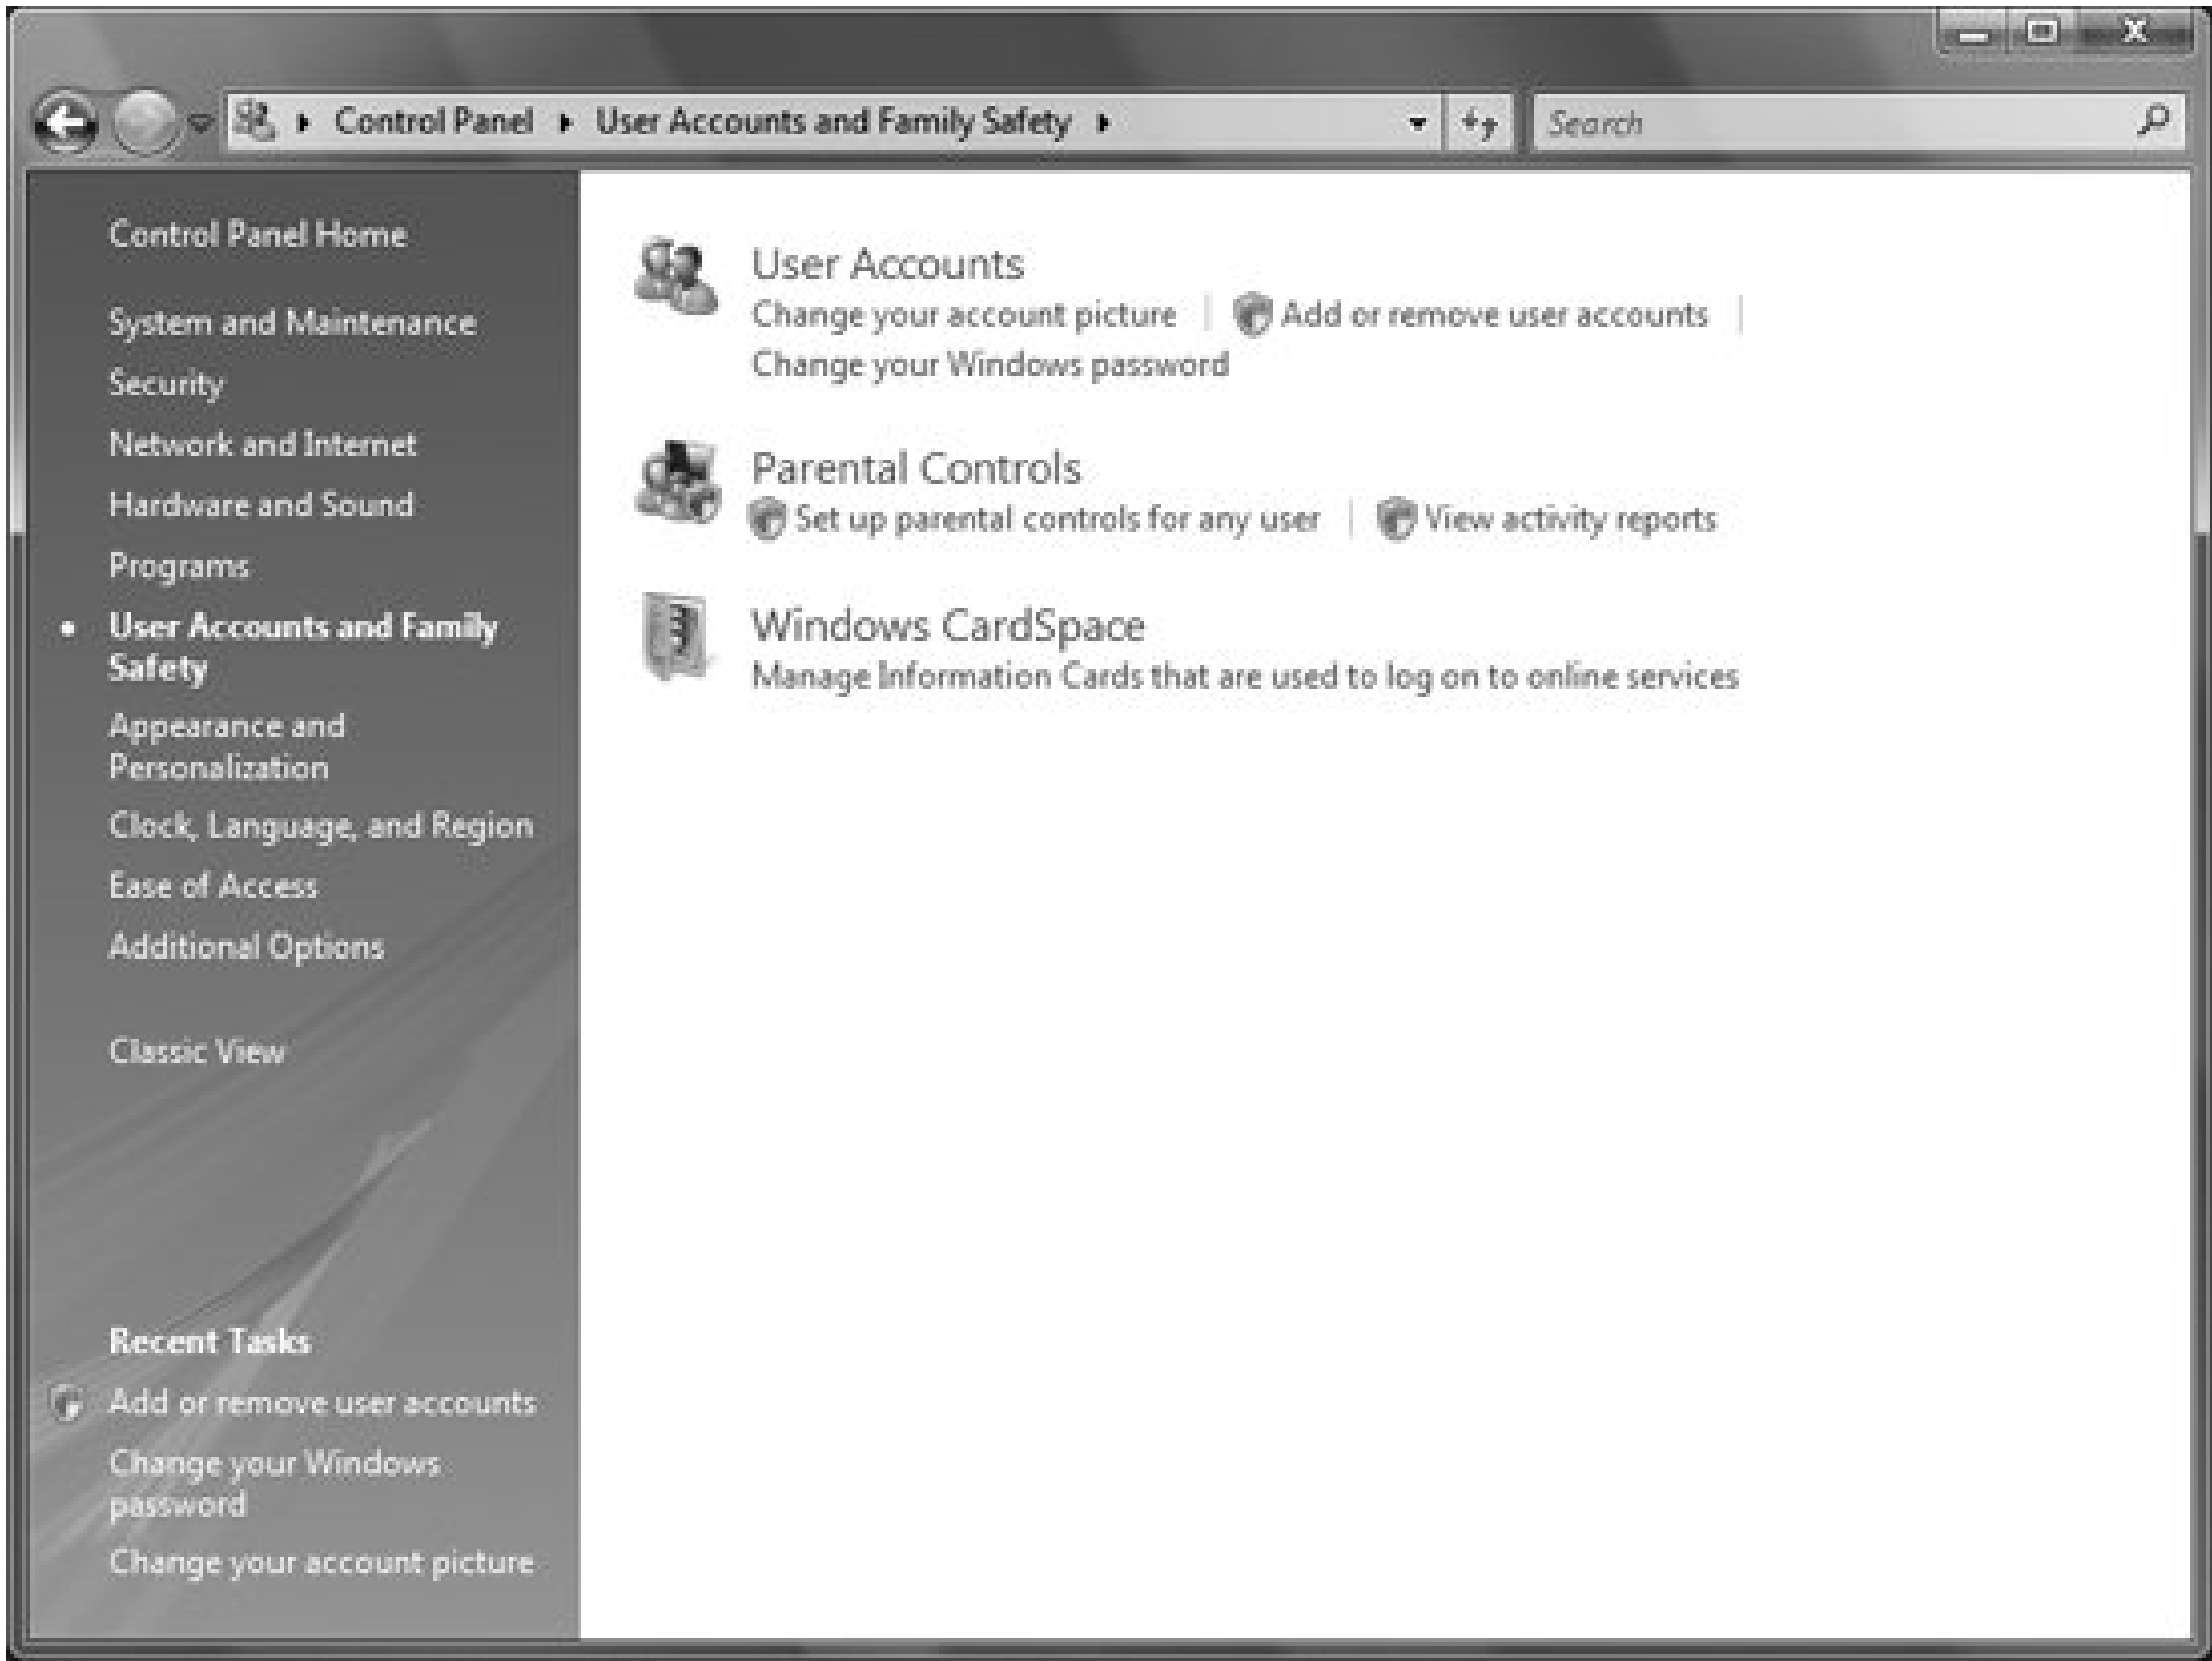 Control Panel User Accounts and Family Safety Search
Control Panel Home
System and Maintenance
Security
Network and Internet
Hardware and Sound
Programs
User Accounts and Family
Safety
Appearance and
Personalization
Clock, Language, and Region
Ease of Access
Additional Options
Classic View
Recent Tasks
Add or remove user accounts
Change your Windows
password
Change your account picture
User Accounts
Change your account picture Add or remove user accounts
Change your Windows password
Parental Controls
Set up parental controls for any user View activity reports
Windows CardSpace
Manage Information Cards that are used to log on to online services